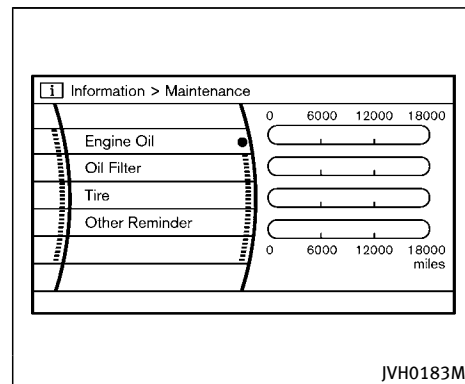 i Information > Maintenance
0 6000 12000 18000
Engine Oil
Oil Filter
Tire
Other Reminder
0 6000 12000 18000
miles
JVH0183M